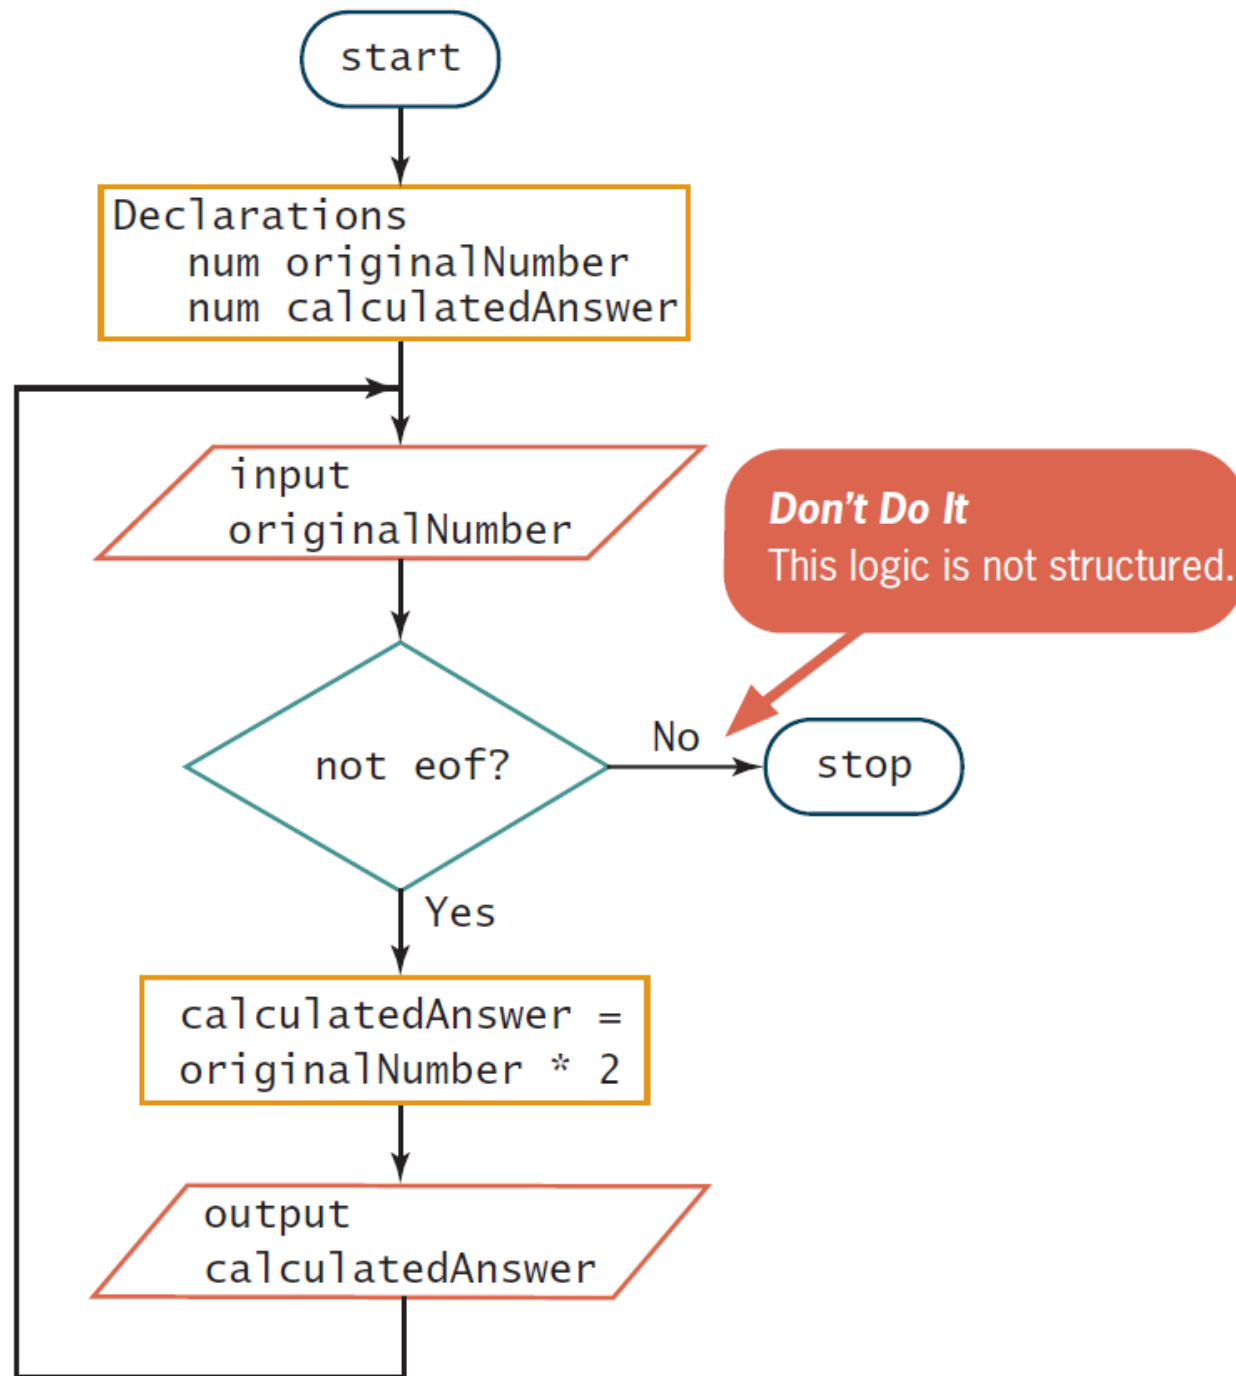 start
Declarations
num originalNumber
num calculatedAnswer
input
originalNumber
Don't Do It
This logic is not structured.
not eof?
No
stop
Yes
calculatedAnswer =
originalNumber * 2
output
calculatedAnswer